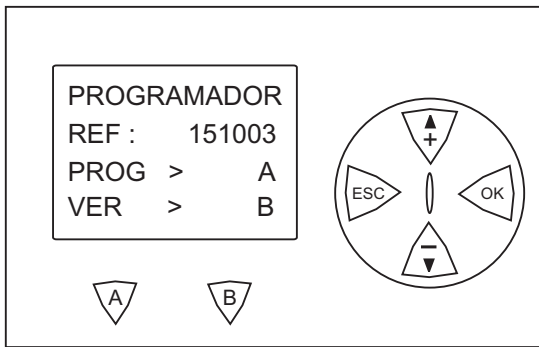 PROGRAMADOR
REF : 151003
PROG > A
VER > B
+
ESC
OK
−
A
B